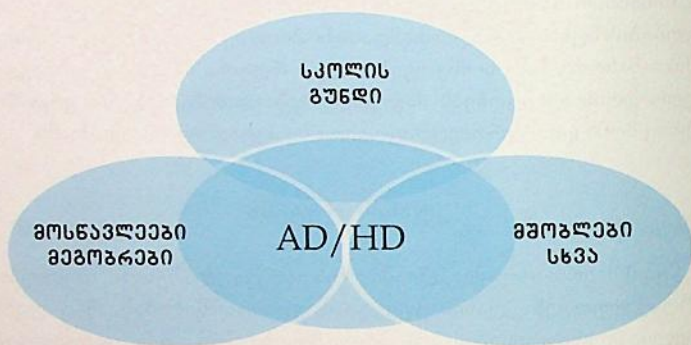 სკოლის
გუნდი
მოსწავლეები
მეგობრები
AD/HD
მშობლები
სხვა